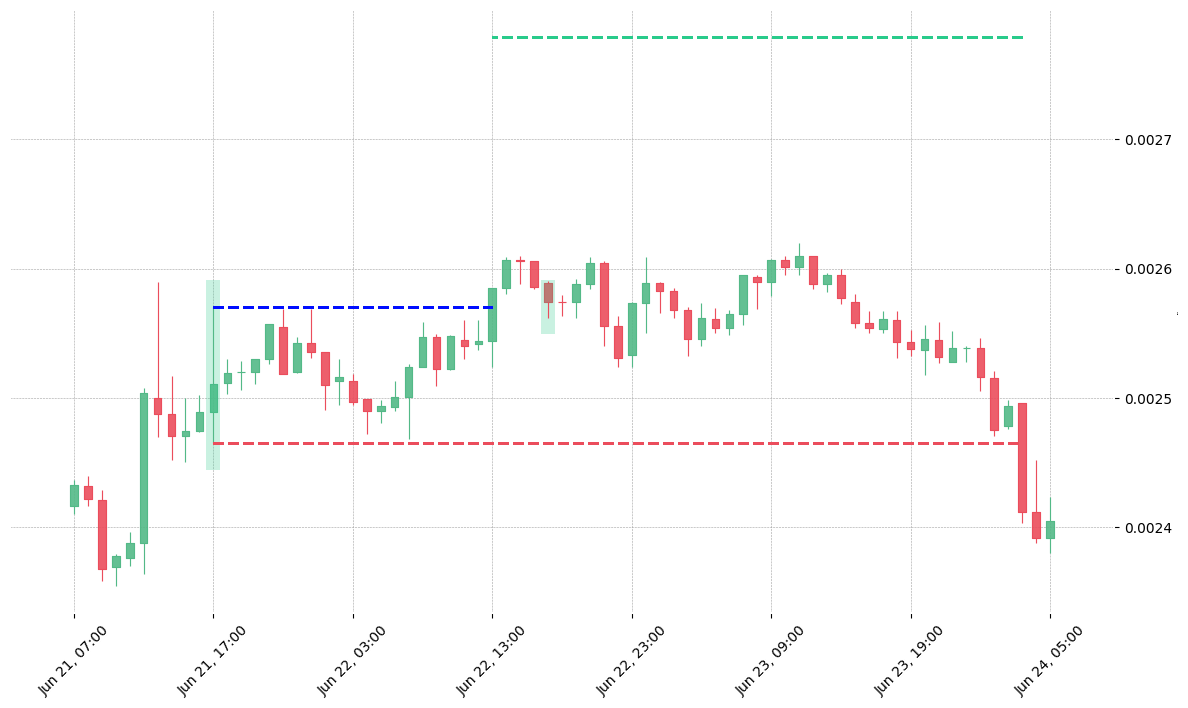 0.0027
0.0026
0.0025
0.0024
Jun 21, 07:00
Jun 21, 17:00
Jun 22, 03:00
Jun 22, 13:00
Jun 22, 23:00
Jun 23, 09:00
Jun 23, 19:00
Jun 24, 05:00